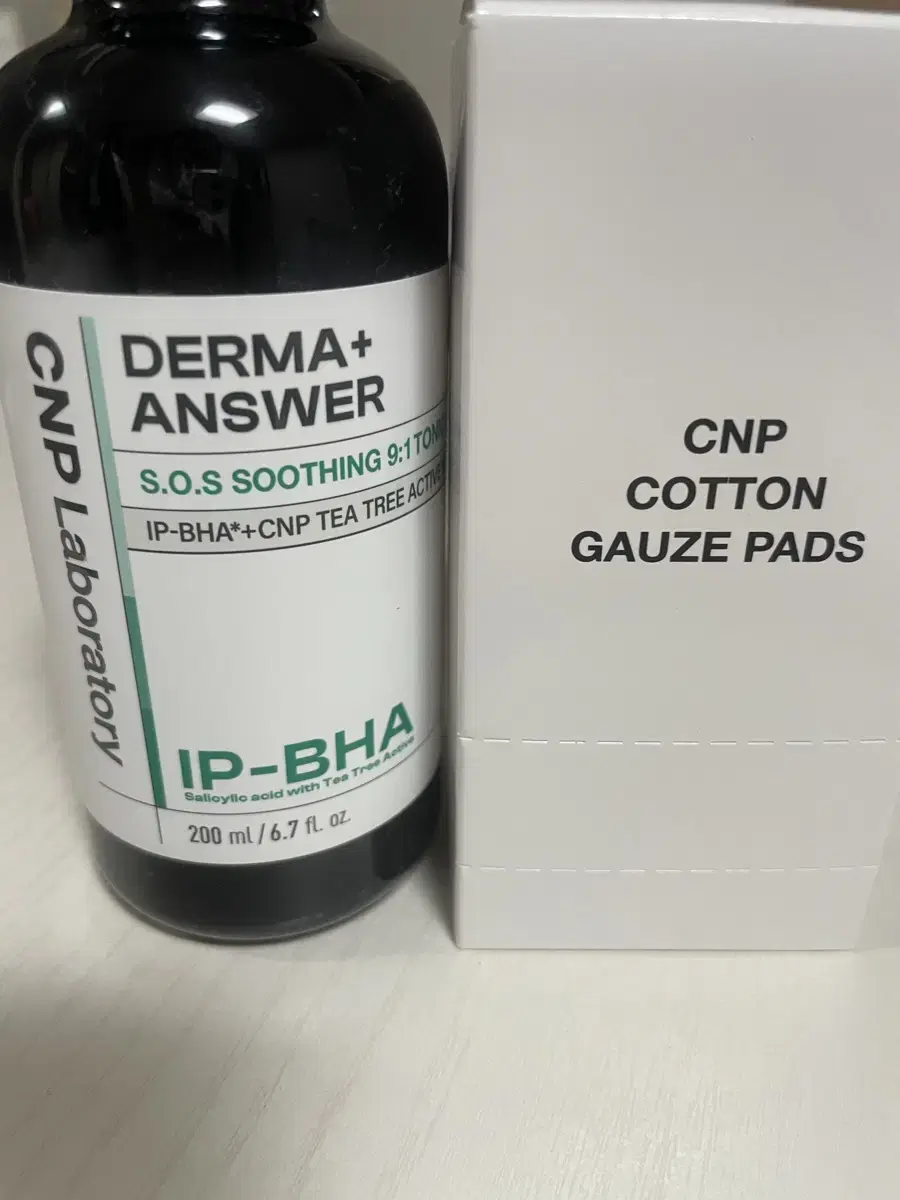 CNP Laboratory
DERMA+
ANSWER
S.O.S SOOTHING 9:1
IP-BHA*+CNP TEA TREE ACTIVE
IP-BHA
Salicylic acid with Tea Tree Active
200 ml / 6.7 fl. oz.
CNP
COTTON
GAUZE PADS